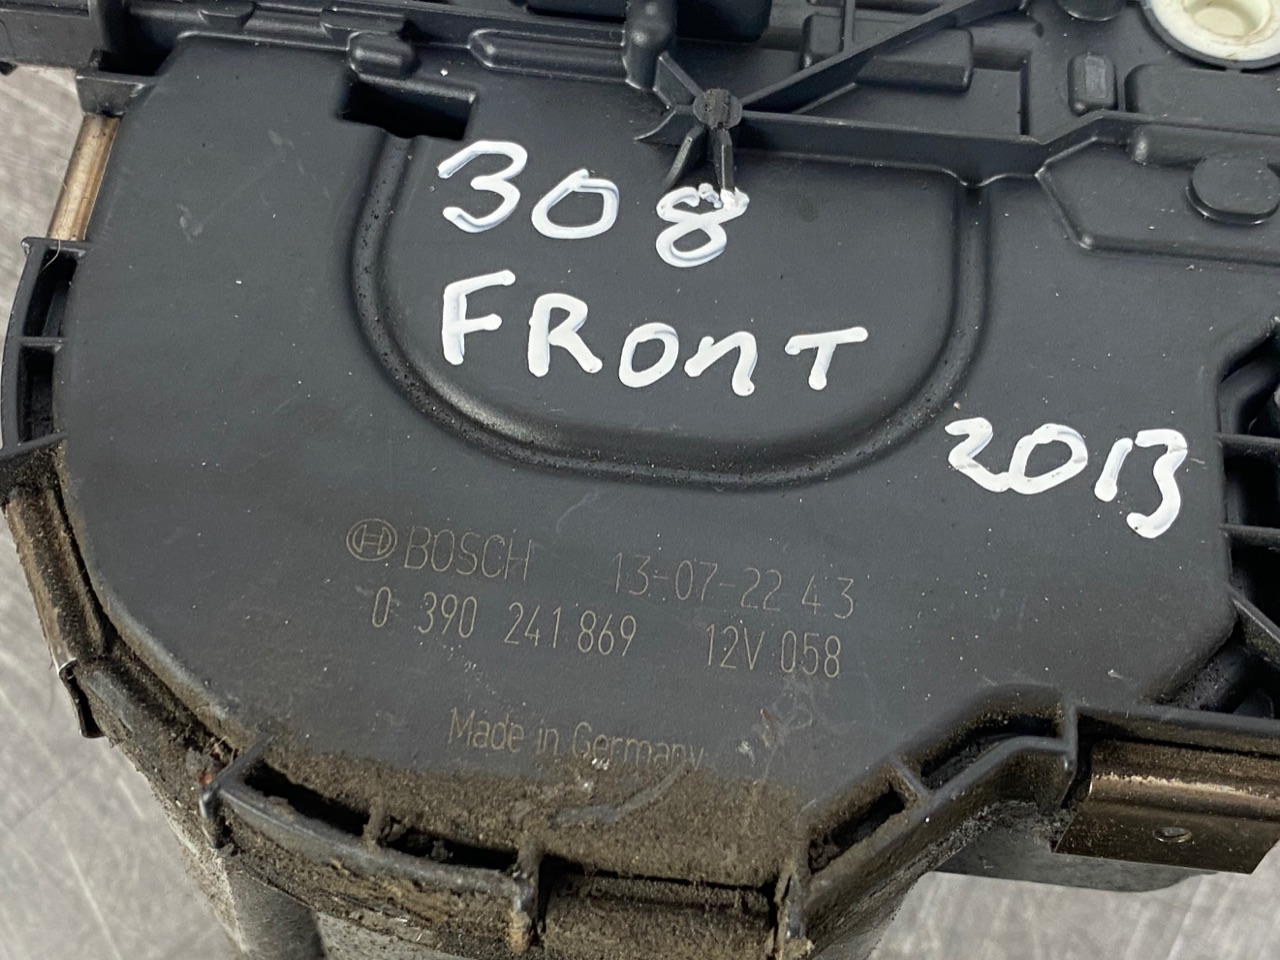 308
FRONT
2013
BOSCH 13-07-22 43
0 390 241 869 12V 058
Made in Germany